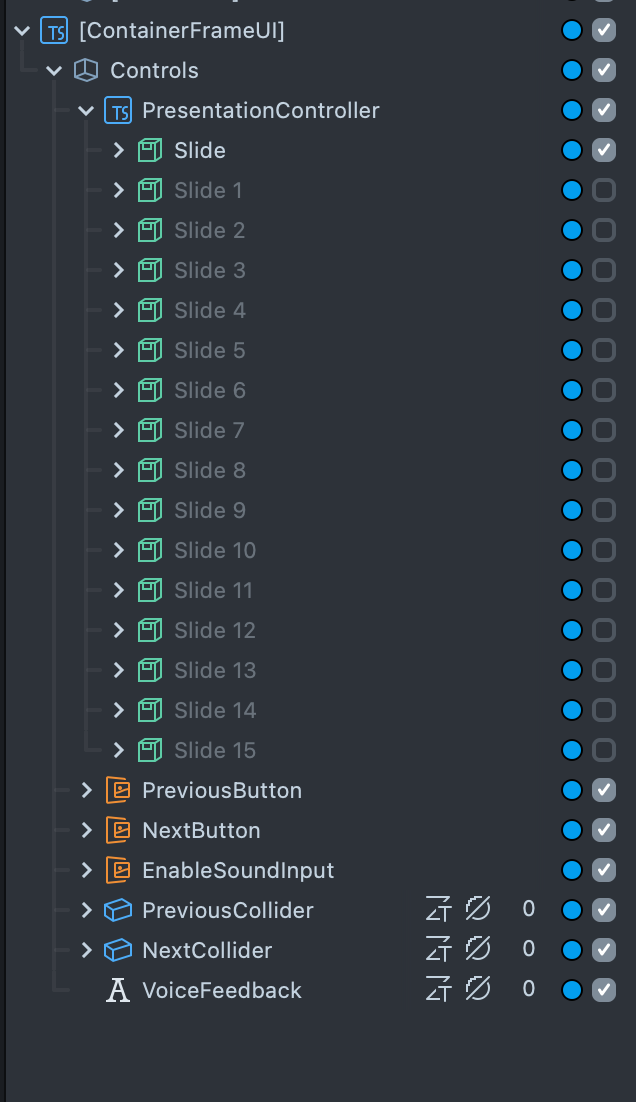 TS [ContainerFrameUI]
Controls
TS PresentationController
Slide
Slide 1
Slide 2
Slide 3
Slide 4
Slide 5
Slide 6
Slide 7
Slide 8
Slide 9
Slide 10
Slide 11
Slide 12
Slide 13
Slide 14
Slide 15
PreviousButton
NextButton
EnableSoundInput
PreviousCollider 0
NextCollider 0
A VoiceFeedback 0